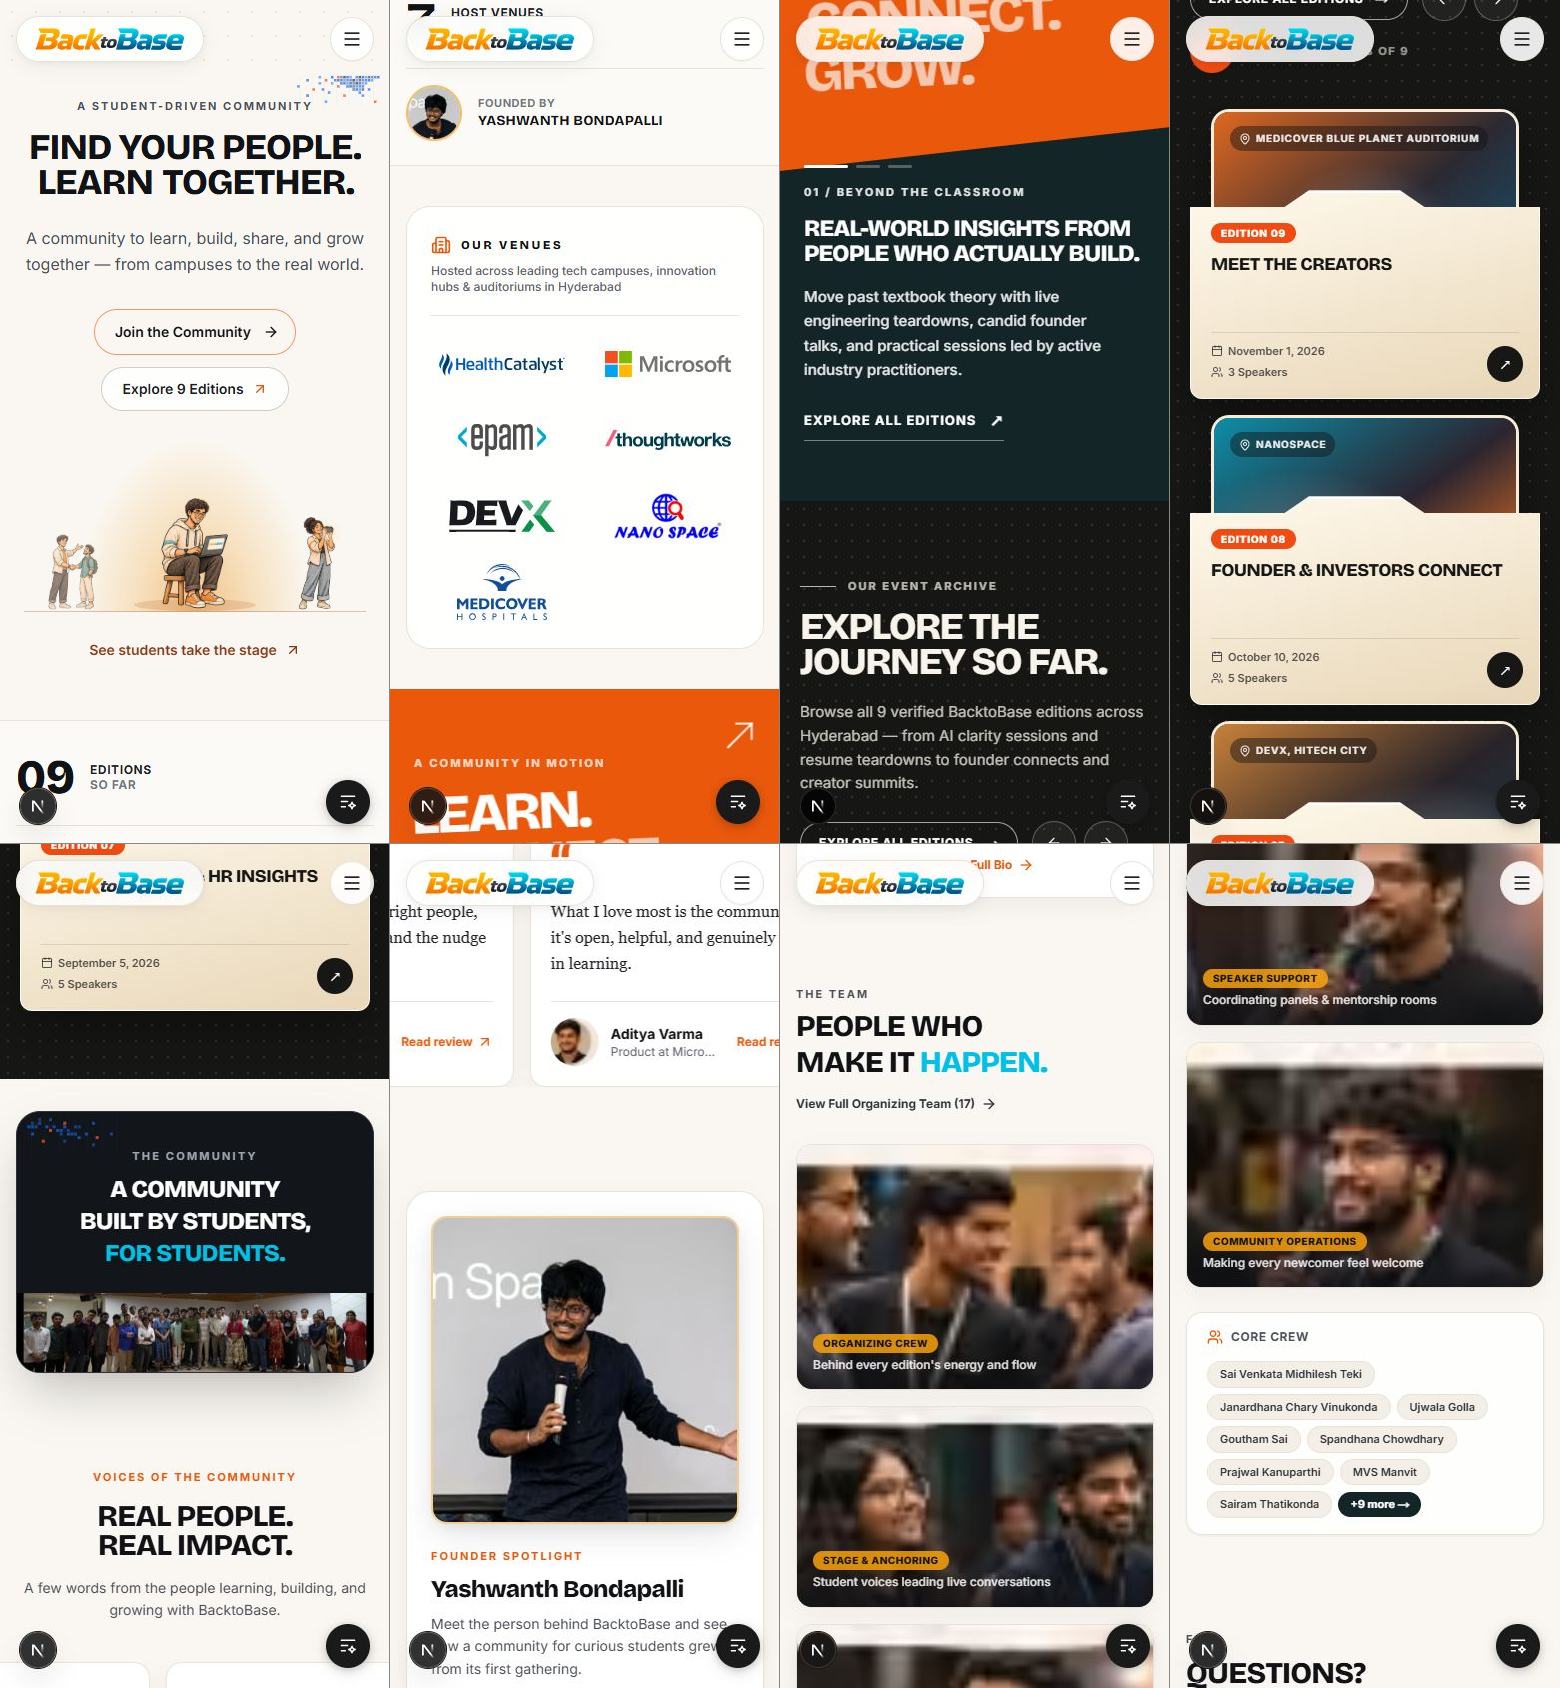 BacktoBase
A STUDENT-DRIVEN COMMUNITY
FIND YOUR PEOPLE.
LEARN TOGETHER.
A community to learn, build, share, and grow
together — from campuses to the real world.
Join the Community →
Explore 9 Editions ↗
See students take the stage ↗
09
EDITIONS
SO FAR
N
HOST VENUES
BacktoBase
FOUNDED BY
YASHWANTH BONDAPALLI
OUR VENUES
Hosted across leading tech campuses, innovation
hubs & auditoriums in Hyderabad
HealthCatalyst
Microsoft
<epam>
/thoughtworks
DEVX
NANO SPACE
MEDICOVER
HOSPITALS
A COMMUNITY IN MOTION
LEARN.
N
CONNECT.
BacktoBase
GROW.
01 / BEYOND THE CLASSROOM
REAL-WORLD INSIGHTS FROM
PEOPLE WHO ACTUALLY BUILD.
Move past textbook theory with live
engineering teardowns, candid founder
talks, and practical sessions led by active
industry practitioners.
EXPLORE ALL EDITIONS ↗
OUR EVENT ARCHIVE
EXPLORE THE
JOURNEY SO FAR.
Browse all 9 verified BacktoBase editions across
Hyderabad — from AI clarity sessions and
resume teardowns to founder connects and
creator summits.
N
EXPLORE ALL EDITIONS → ← →
EXPLORE ALL EDITIONS →
BacktoBase
OF 9
MEDICOVER BLUE PLANET AUDITORIUM
EDITION 09
MEET THE CREATORS
November 1, 2026
3 Speakers
↗
NANOSPACE
EDITION 08
FOUNDER & INVESTORS CONNECT
October 10, 2026
5 Speakers
↗
DEVX, HITECH CITY
N
EDITION 07
BacktoBase
HR INSIGHTS
September 5, 2026
5 Speakers
↗
THE COMMUNITY
A COMMUNITY
BUILT BY STUDENTS,
FOR STUDENTS.
VOICES OF THE COMMUNITY
REAL PEOPLE.
REAL IMPACT.
A few words from the people learning, building, and
growing with BacktoBase.
N
BacktoBase
right people,
and the nudge
What I love most is the commun
it's open, helpful, and genuinely
in learning.
Read review ↗
Aditya Varma
Product at Micro...
Read re
n Spa
FOUNDER SPOTLIGHT
Yashwanth Bondapalli
Meet the person behind BacktoBase and see
how a community for curious students grew
from its first gathering.
N
Full Bio →
BacktoBase
THE TEAM
PEOPLE WHO
MAKE IT HAPPEN.
View Full Organizing Team (17) →
ORGANIZING CREW
Behind every edition's energy and flow
STAGE & ANCHORING
Student voices leading live conversations
N
BacktoBase
SPEAKER SUPPORT
Coordinating panels & mentorship rooms
COMMUNITY OPERATIONS
Making every newcomer feel welcome
CORE CREW
Sai Venkata Midhilesh Teki
Janardhana Chary Vinukonda
Ujwala Golla
Goutham Sai
Spandhana Chowdhary
Prajwal Kanuparthi
MVS Manvit
Sairam Thatikonda
+9 more →
N
QUESTIONS?